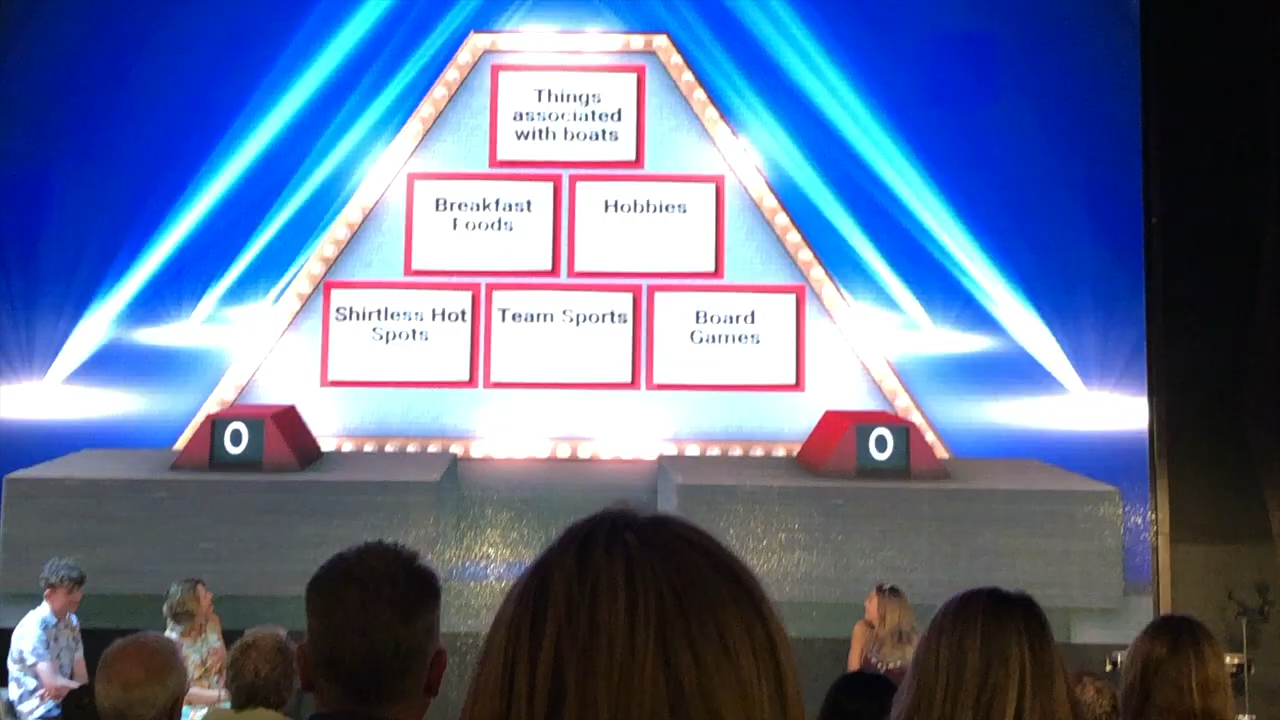 Things
associated
with boats
Breakfast
Foods
Hobbies
Shirtless Hot
Spots
Team Sports
Board
Games
0
0